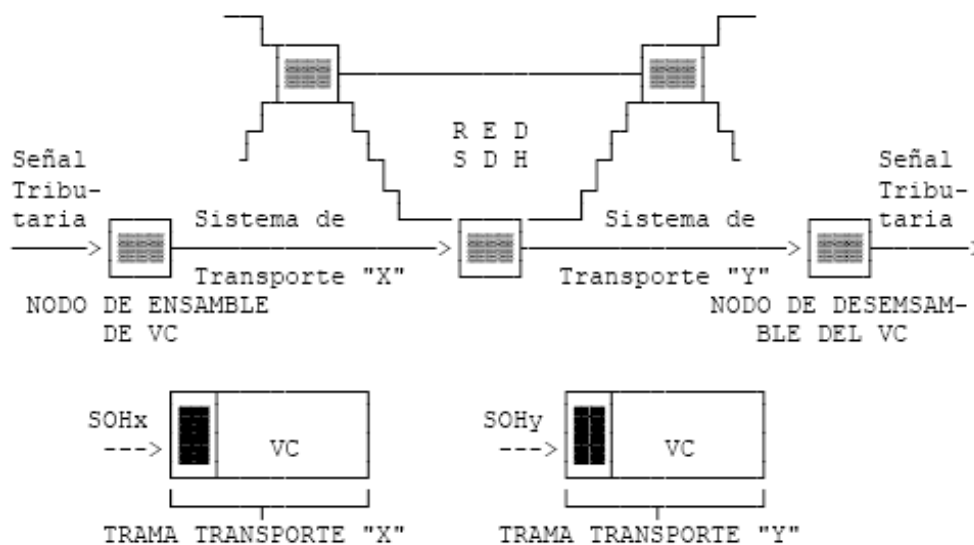 R E D
S D H
Señal
Tribu-
taria
Sistema de
Transporte "X"
Sistema de
Transporte "Y"
Señal
Tribu-
taria
NODO DE ENSAMBLE
DE VC
NODO DE DESEMSAM-
BLE DEL VC
SOHx
VC
SOHy
VC
TRAMA TRANSPORTE "X"
TRAMA TRANSPORTE "Y"